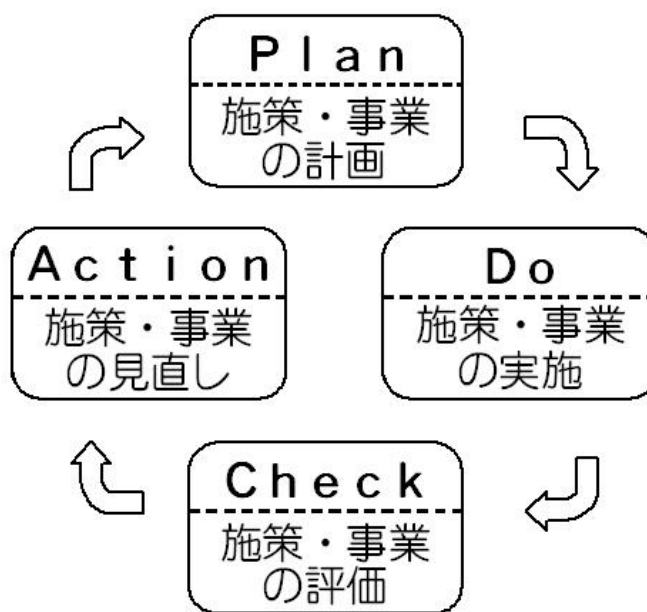 Plan
施策・事業
の計画
Do
施策・事業
の実施
Check
施策・事業
の評価
Action
施策・事業
の見直し